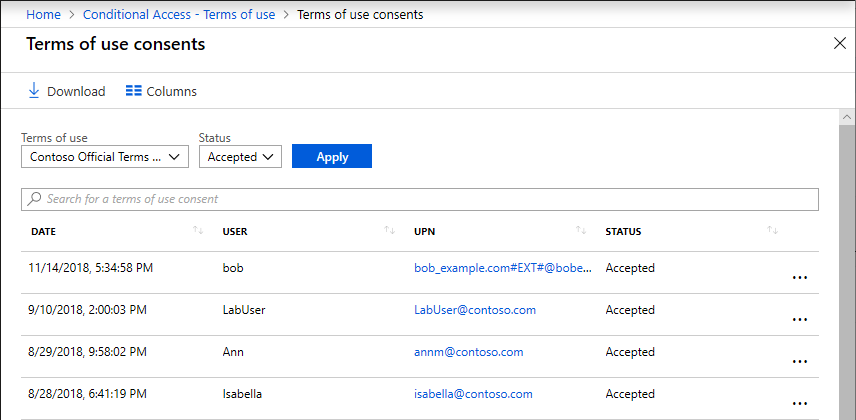 Home > Conditional Access - Terms of use > Terms of use consents
Terms of use consents
Download Columns
Terms of use Status
Contoso Official Terms ... Accepted Apply
Search for a terms of use consent
DATE USER UPN STATUS
11/14/2018, 5:34:58 PM bob bob_example.com#EXT#@bobe... Accepted ...
9/10/2018, 2:00:03 PM LabUser LabUser@contoso.com Accepted ...
8/29/2018, 9:58:02 PM Ann annm@contoso.com Accepted ...
8/28/2018, 6:41:19 PM Isabella isabella@contoso.com Accepted ...